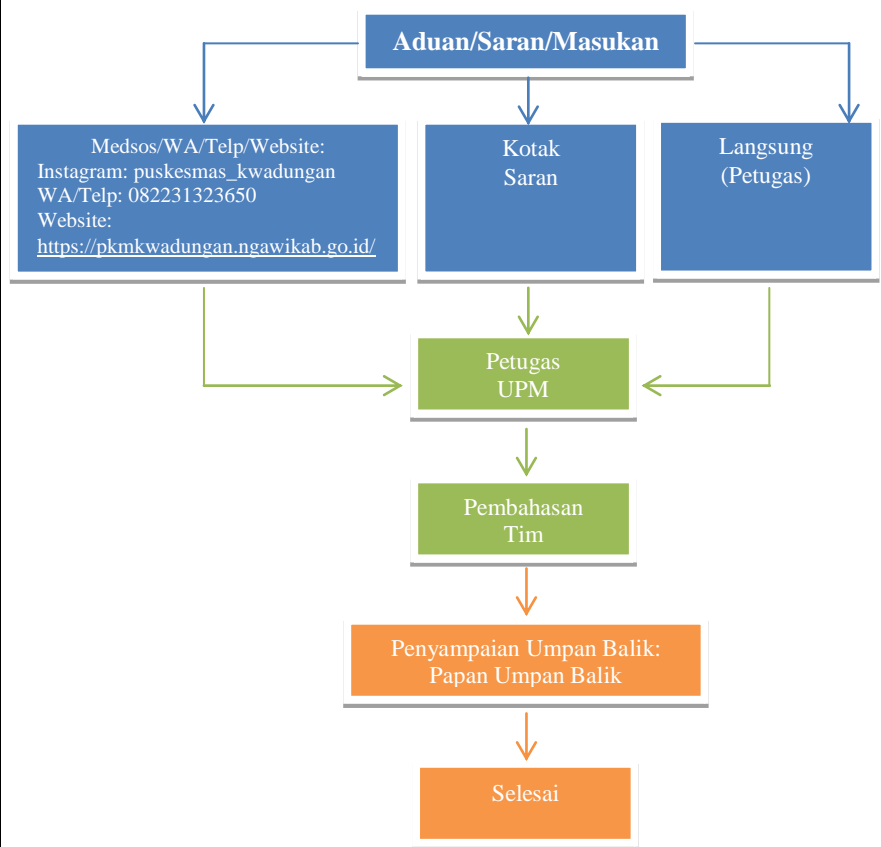 Aduan/Saran/Masukan
Medsos/WA/Telp/Website:
Instagram: puskesmas_kwadungan
WA/Telp: 082231323650
Website:
https://pkmkwadungan.ngawikab.go.id/
Kotak
Saran
Langsung
(Petugas)
Petugas
UPM
Pembahasan
Tim
Penyampaian Umpan Balik:
Papan Umpan Balik
Selesai